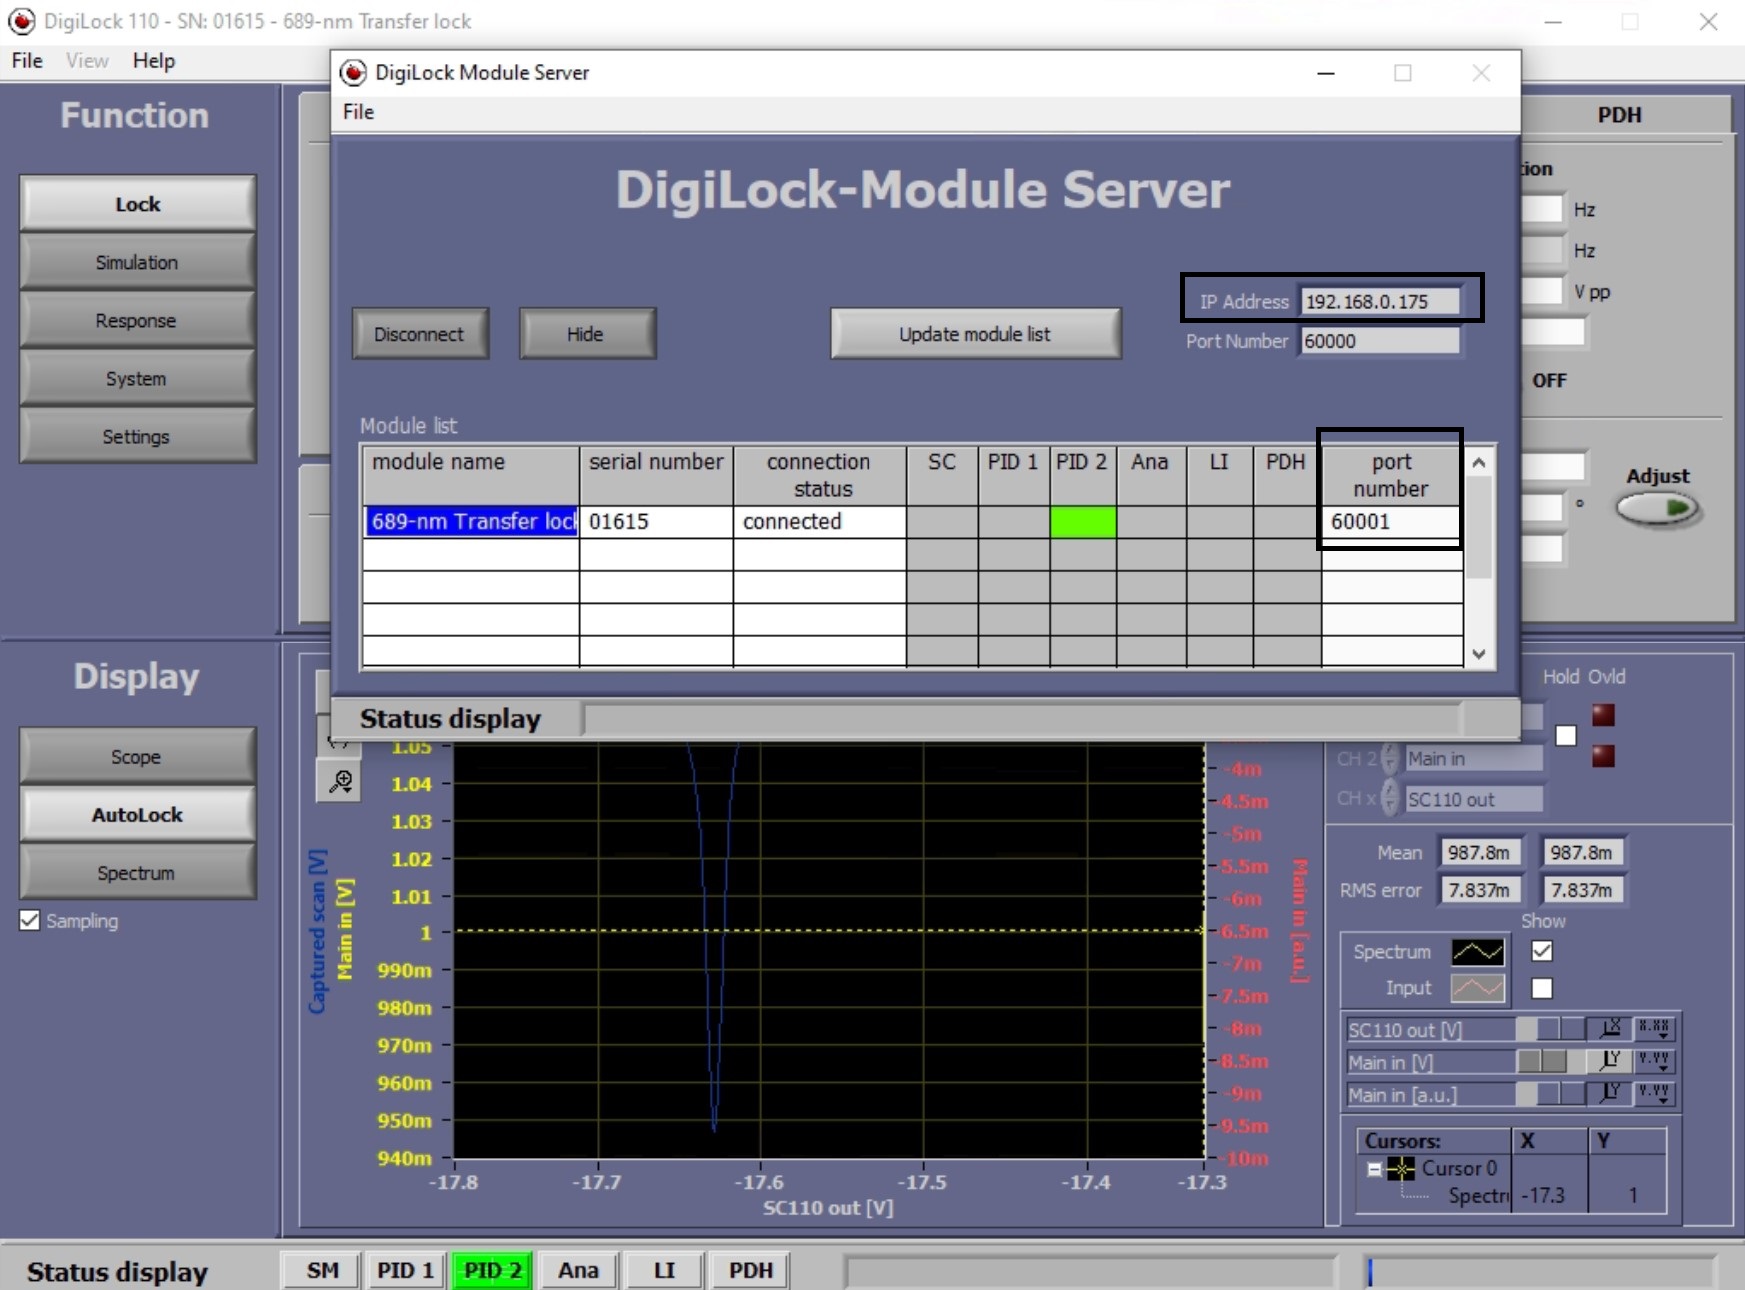 DigiLock 110 - SN: 01615 - 689-nm Transfer lock
File View Help
DigiLock Module Server
File
Function
Lock
Simulation
Response
System
Settings
DigiLock-Module Server
Disconnect
Hide
Update module list
IP Address 192.168.0.175
Port Number 60000
Module list
module name serial number connection status SC PID 1 PID 2 Ana LI PDH port number
689-nm Transfer lock 01615 connected 60001
Status display
PDH
Hz
Hz
V pp
OFF
Adjust
Display
Scope
AutoLock
Spectrum
Sampling
Captured scan [V]
Main in [V]
1.05
1.04
1.03
1.02
1.01
1
990m
980m
970m
960m
950m
940m
-17.8 -17.7 -17.6 -17.5 -17.4 -17.3
SC110 out [V]
-4m
-4.5m
-5m
-5.5m
-6m
-6.5m
-7m
-7.5m
-8m
-8.5m
-9m
-9.5m
-10m
Main in [a.u.]
Hold Ovld
CH 2 Main in
CH x SC110 out
Mean 987.8m 987.8m
RMS error 7.837m 7.837m
Show
Spectrum
Input
SC110 out [V]
Main in [V]
Main in [a.u.]
Cursors: X Y
Cursor 0
Spectr -17.3 1
Status display SM PID 1 PID 2 Ana LI PDH